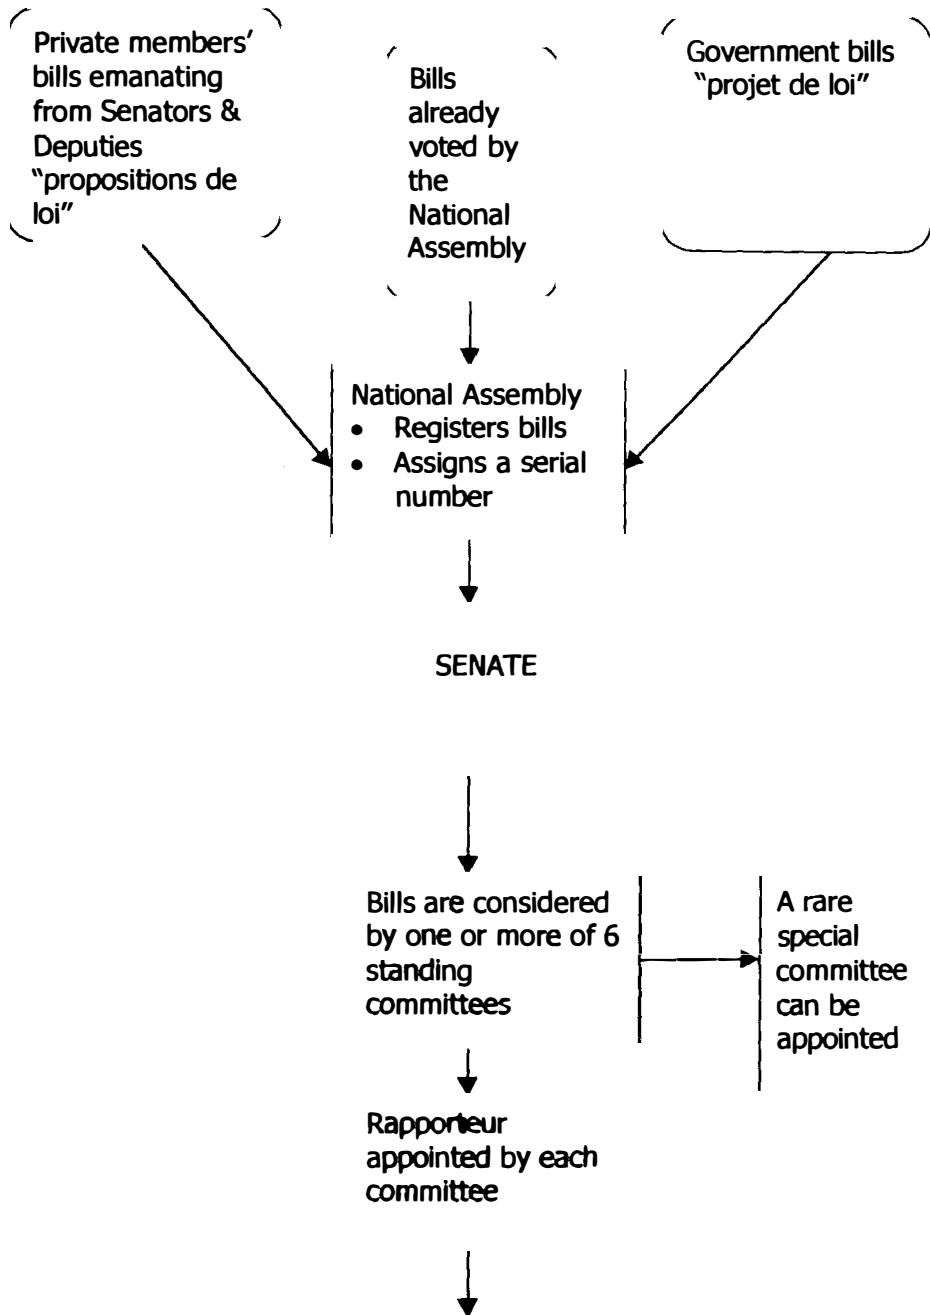 Private members’
bills emanating
from Senators &
Deputies
“propositions de
loi”
Bills
already
voted by
the
National
Assembly
Government bills
“projet de loi”
National Assembly
• Registers bills
• Assigns a serial
number
SENATE
Bills are considered
by one or more of 6
standing
committees
A rare
special
committee
can be
appointed
Rapporteur
appointed by each
committee